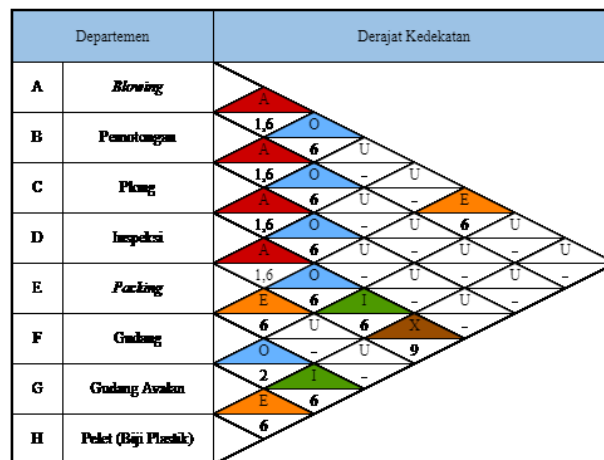 Departemen Derajat Kedekatan
A Blowing
A
B Pemotongan 1,6 O
A 6 U
C Plong 1,6 O - U
A 6 U - E
D Inspeksi 1,6 O - U 6 U
A 6 U - U - U
E Packing 1,6 O - U - U -
E 6 I - U -
F Gudang 6 U 6 X -
O - U 9
G Gudang Avalan 2 I -
E 6
H Pelet (Biji Plastik) 6